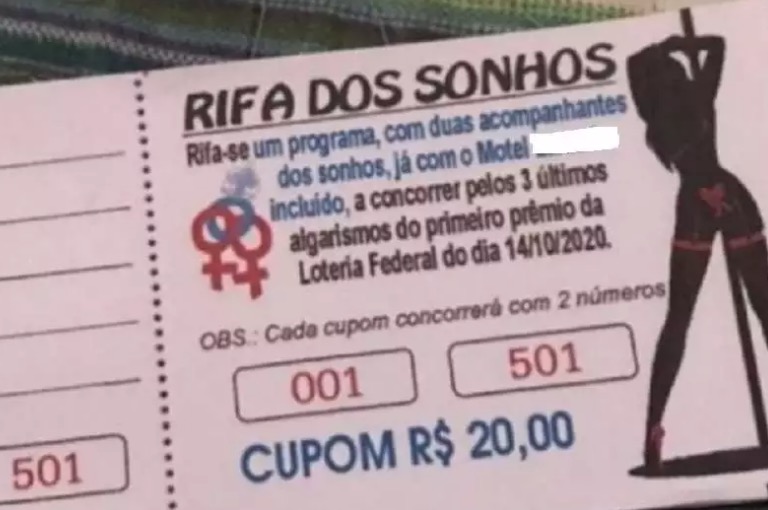 RIFA DOS SONHOS
Rifa-se um programa, com duas acompanhantes
dos sonhos, já com o Motel
incluído, a concorrer pelos 3 últimos
algarismos do primeiro prêmio da
Loteria Federal do dia 14/10/2020.
OBS.: Cada cupom concorrerá com 2 números
001 501
CUPOM R$ 20,00
501